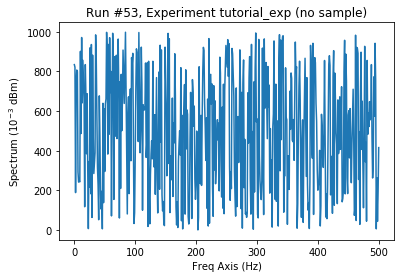 Run #53, Experiment tutorial_exp (no sample)
1000
800
600
400
200
0
Spectrum (10⁻³ dBm)
0 100 200 300 400 500
Freq Axis (Hz)